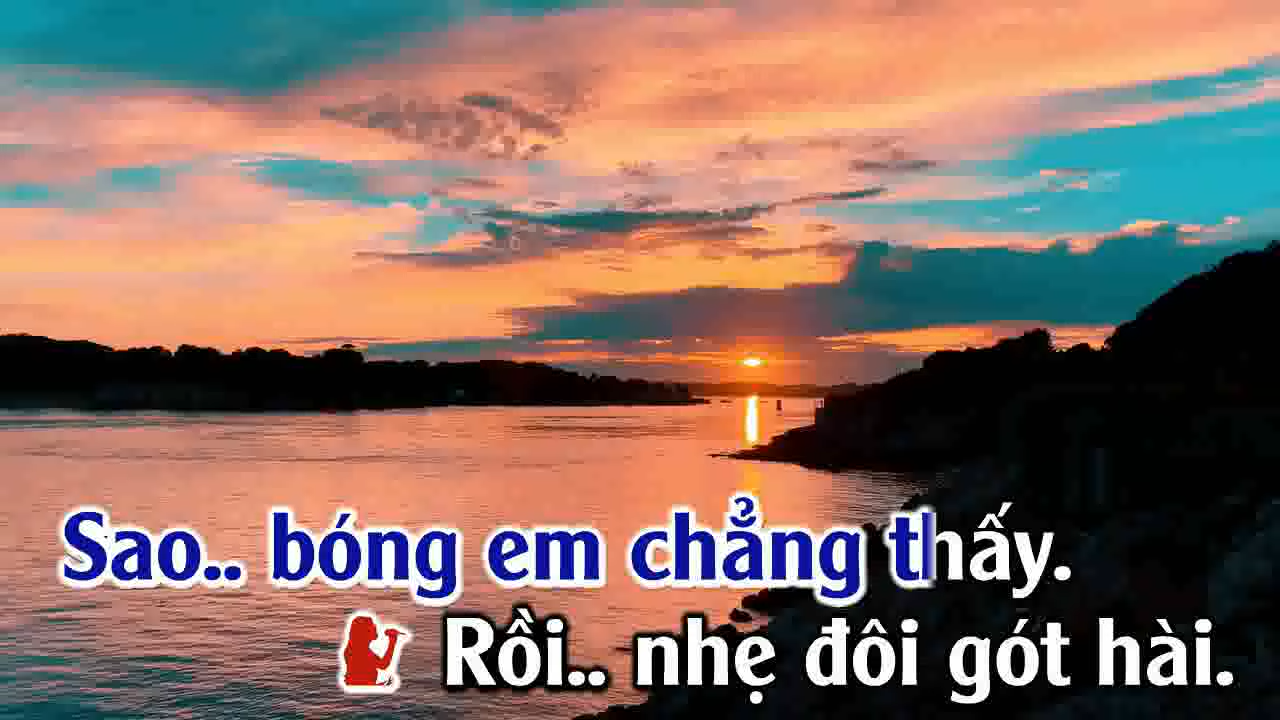 Sao.. bóng em chẳng thấy.
Rồi.. nhẹ đôi gót hài.